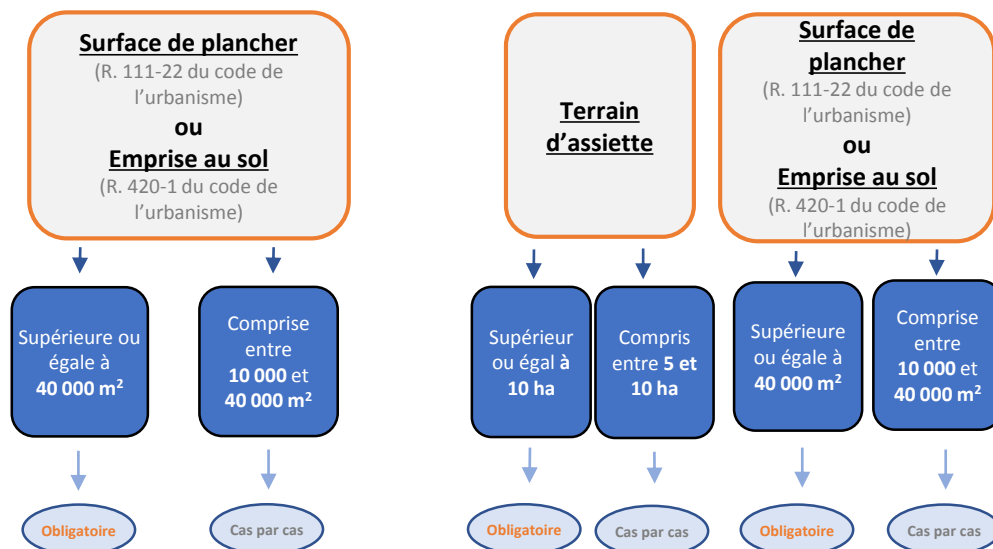 Surface de plancher
(R. 111-22 du code de
l’urbanisme)
ou
Emprise au sol
(R. 420-1 du code de
l’urbanisme)
Supérieure ou
égale à
40 000 m²
Comprise
entre
10 000 et
40 000 m²
Obligatoire
Cas par cas
Terrain
d’assiette
Surface de
plancher
(R. 111-22 du code de
l’urbanisme)
ou
Emprise au sol
(R. 420-1 du code de
l’urbanisme)
Supérieur
ou égal à
10 ha
Compris
entre 5 et
10 ha
Supérieure
ou égale à
40 000 m²
Comprise
entre
10 000 et
40 000 m²
Obligatoire
Cas par cas
Obligatoire
Cas par cas